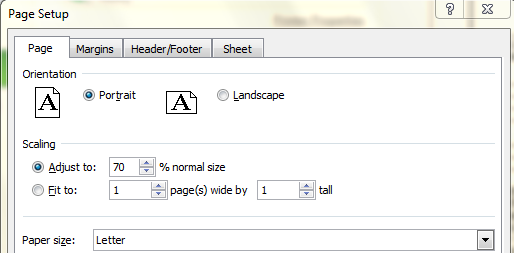 Page Setup
Page Margins Header/Footer Sheet
Orientation
A Portrait A Landscape
Scaling
Adjust to: 70 % normal size
Fit to: 1 page(s) wide by 1 tall
Paper size: Letter